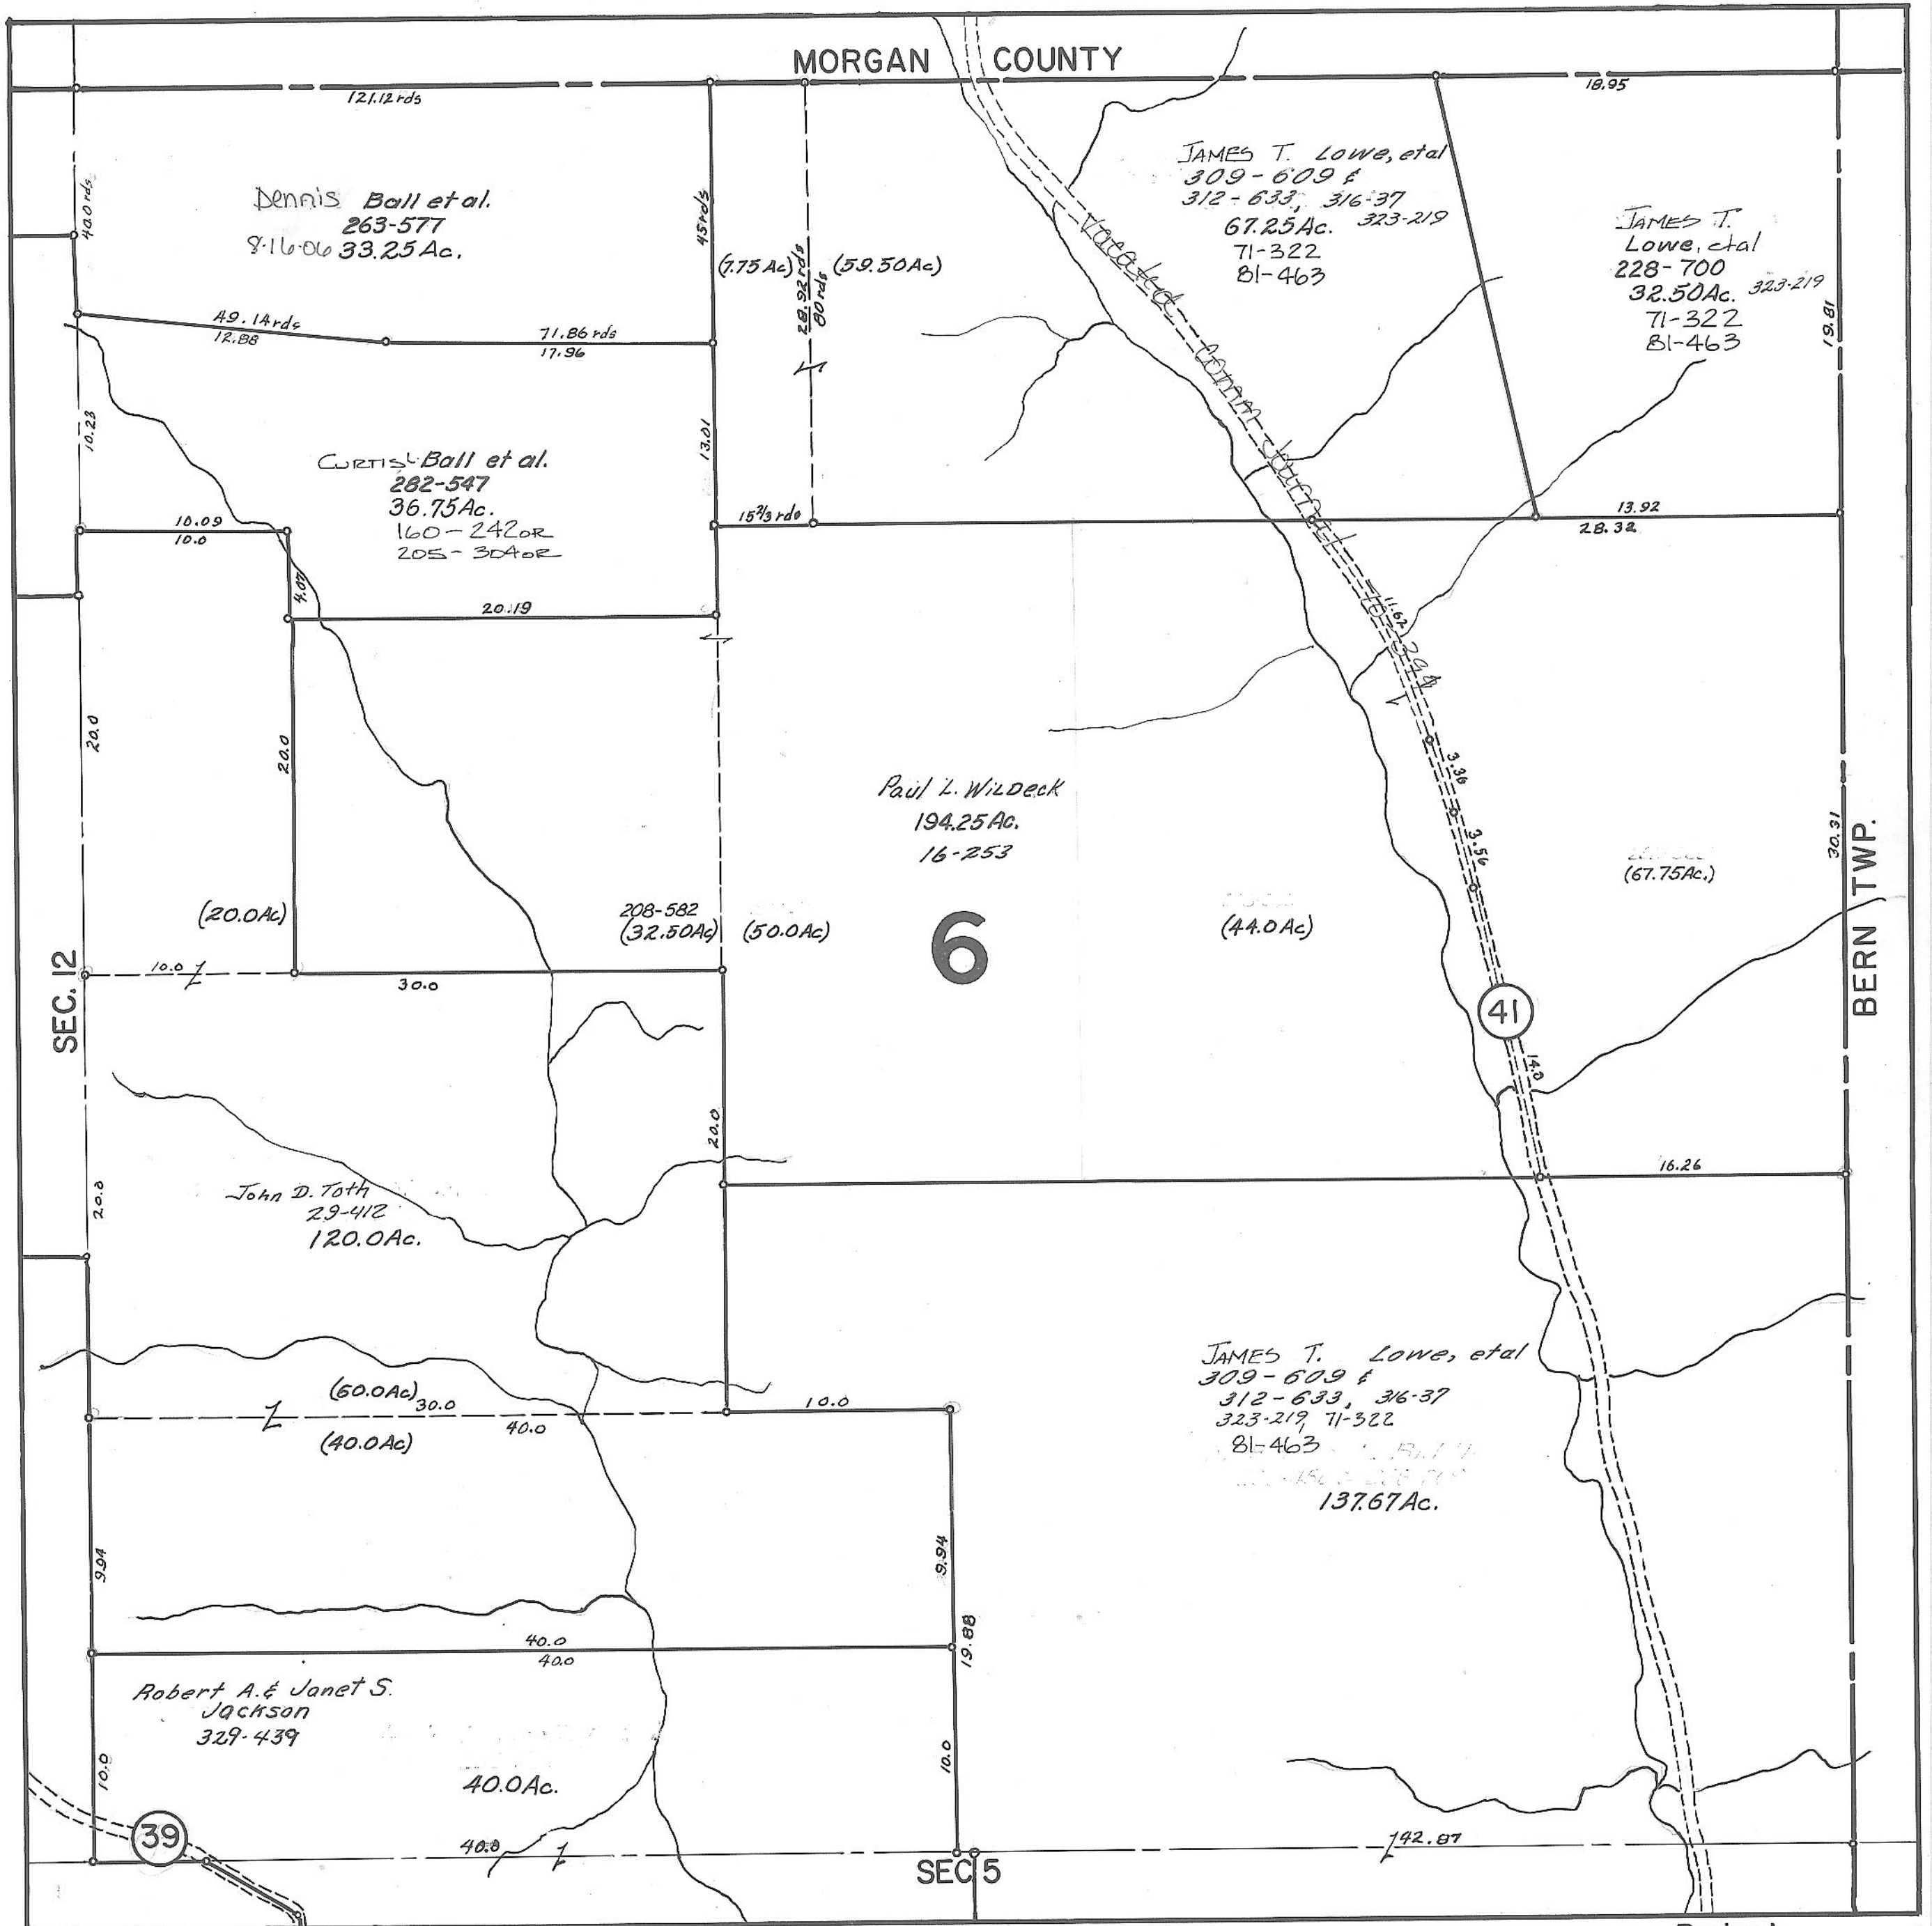 MORGAN COUNTY
121.12 rds
18.95
40.0 rds
Dennis Ball et al.
263-577
8-16-06 33.25 Ac.
45 rds
(7.75 Ac)
28.92 rds
80 rds
(59.50 Ac)
JAMES T. Lowe, etal
309-609 &
312-633, 316-37
67.25 Ac. 323-219
71-322
81-463
JAMES T.
Lowe, etal
228-700
32.50 Ac. 323-219
71-322
81-463
19.81
Vacated Comm Journal
49.14 rds
12.88
71.86 rds
17.96
10.23
13.01
CURTIS L Ball et al.
282-547
36.75 Ac.
160-242 OR
205-304 OR
10.09
10.0
4.07
20.19
15 2/3 rds
13.92
28.32
11.62
20.0
20.0
Paul L. Wildeck
194.25 Ac.
16-253
3.36
3.56
30.31
(67.75 Ac.)
(20.0 Ac)
208-582
(32.50 Ac)
(50.0 Ac)
6
(44.0 Ac)
BERN TWP.
SEC. 12
10.0
30.0
41
14.0
20.0
20.0
16.26
John D. Toth
29-412
120.0 Ac.
(60.0 Ac)
30.0
40.0
(40.0 Ac)
10.0
JAMES T. Lowe, etal
309-609 &
312-633, 316-37
323-219, 71-322
81-463
137.67 Ac.
9.94
9.94
19.88
40.0
40.0
Robert A. & Janet S.
Jackson
329-439
40.0 Ac.
10.0
10.0
39
40.0
42.87
SEC. 5